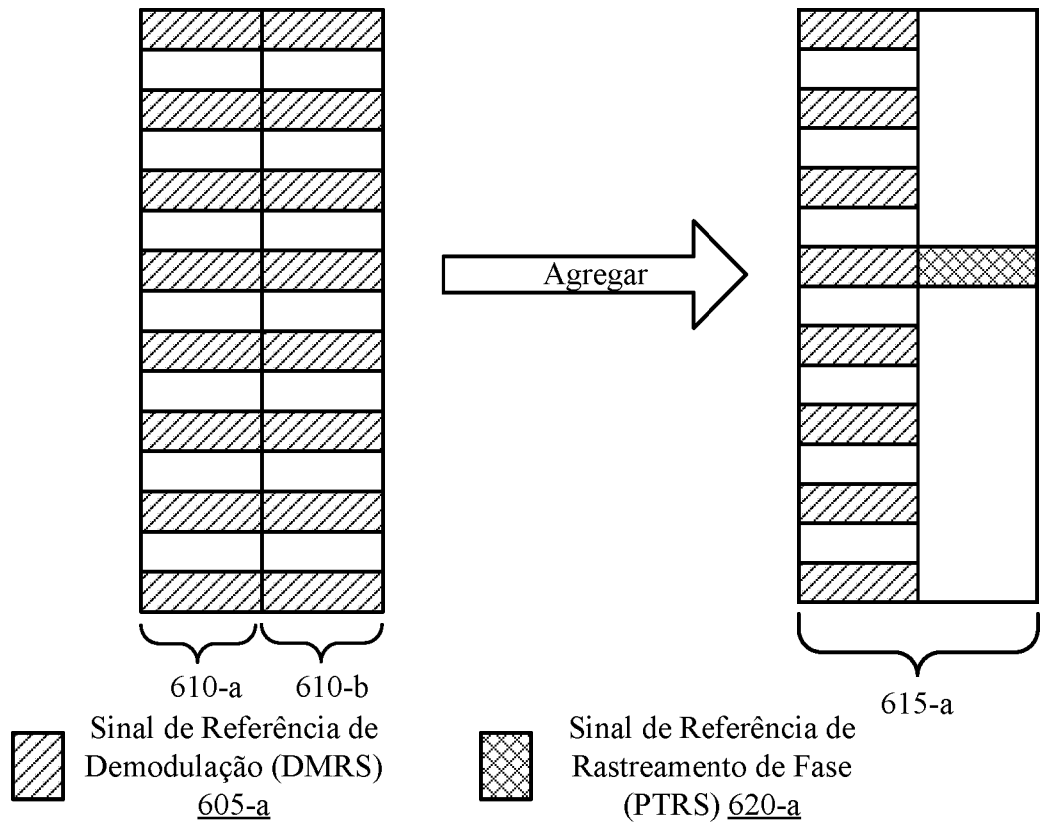 Agregar
610-a
610-b
615-a
Sinal de Referência de
Demodulação (DMRS)
605-a
Sinal de Referência de
Rastreamento de Fase
(PTRS) 620-a